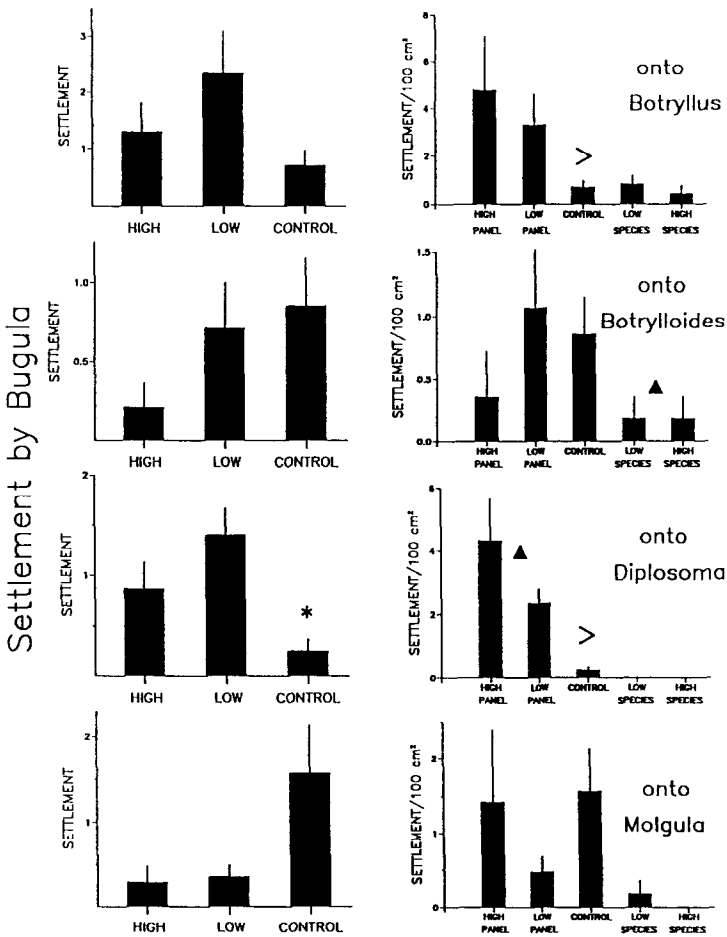 Settlement by Bugula
SETTLEMENT
3
2
1
HIGH LOW CONTROL
SETTLEMENT/100 cm²
8
6
4
2
0
>
HIGH PANEL
LOW PANEL
CONTROL
LOW SPECIES
HIGH SPECIES
onto
Botryllus
SETTLEMENT
1.0
0.5
HIGH LOW CONTROL
SETTLEMENT/100 cm²
1.5
1.0
0.5
0.0
▲
HIGH PANEL
LOW PANEL
CONTROL
LOW SPECIES
HIGH SPECIES
onto
Botrylloides
SETTLEMENT
2
1
*
HIGH LOW CONTROL
SETTLEMENT/100 cm²
6
4
2
0
▲
>
HIGH PANEL
LOW PANEL
CONTROL
LOW SPECIES
HIGH SPECIES
onto
Diplosoma
SETTLEMENT
2
1
HIGH LOW CONTROL
SETTLEMENT/100 cm²
2
1
0
HIGH PANEL
LOW PANEL
CONTROL
LOW SPECIES
HIGH SPECIES
onto
Molgula